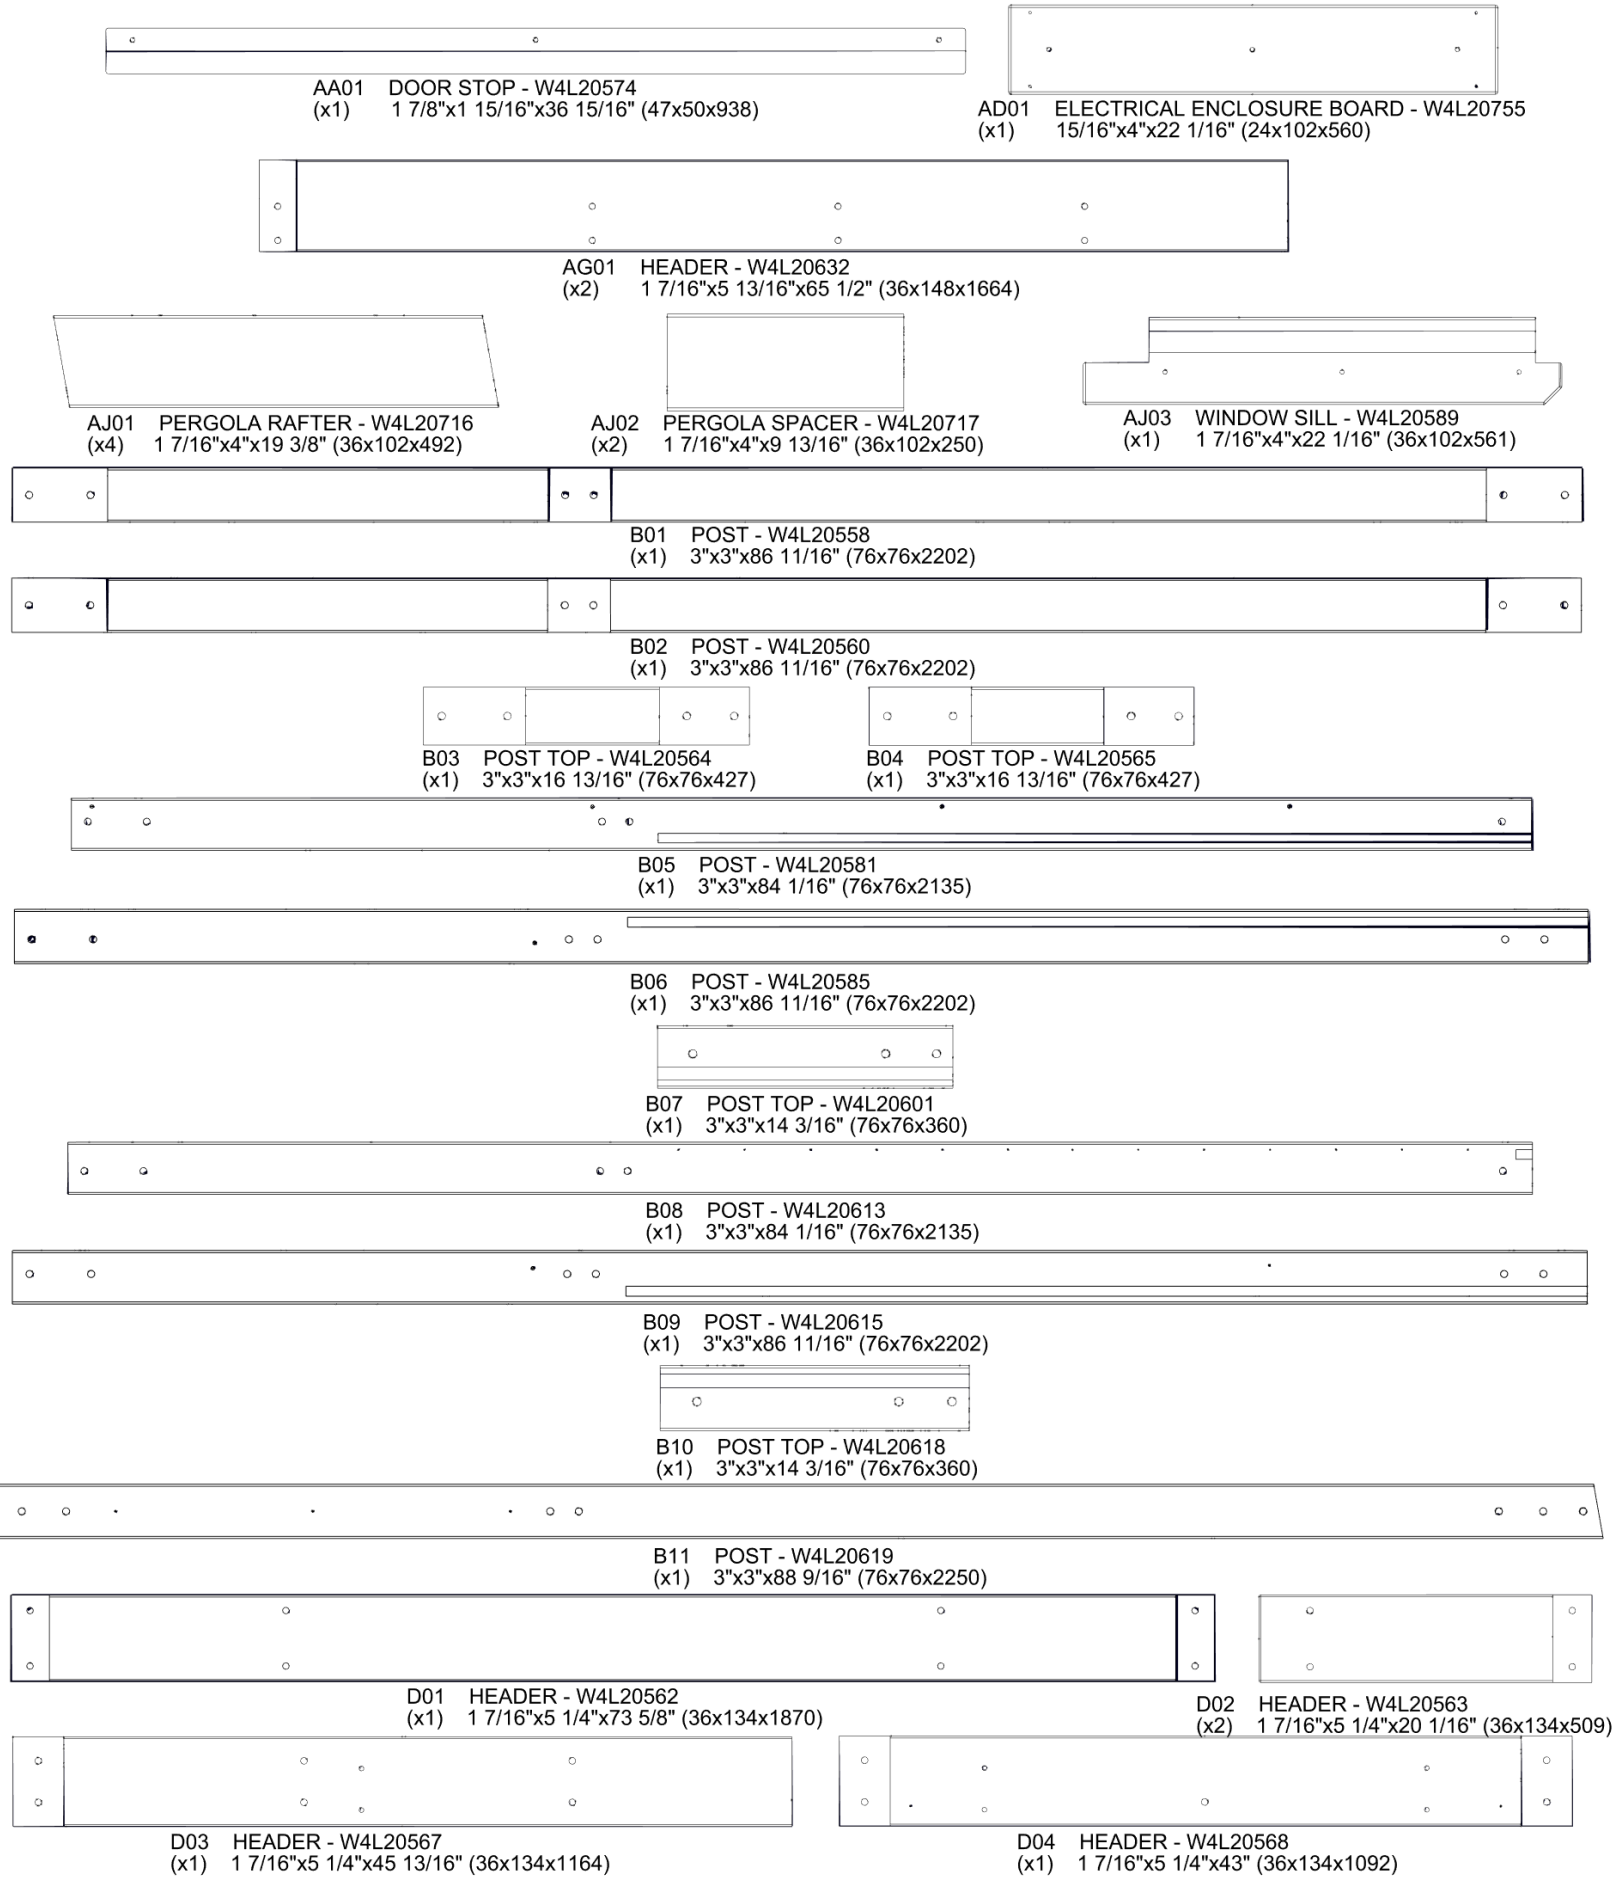 AA01 DOOR STOP - W4L20574
(x1) 1 7/8"x1 15/16"x36 15/16" (47x50x938)
AD01 ELECTRICAL ENCLOSURE BOARD - W4L20755
(x1) 15/16"x4"x22 1/16" (24x102x560)
AG01 HEADER - W4L20632
(x2) 1 7/16"x5 13/16"x65 1/2" (36x148x1664)
AJ01 PERGOLA RAFTER - W4L20716
(x4) 1 7/16"x4"x19 3/8" (36x102x492)
AJ02 PERGOLA SPACER - W4L20717
(x2) 1 7/16"x4"x9 13/16" (36x102x250)
AJ03 WINDOW SILL - W4L20589
(x1) 1 7/16"x4"x22 1/16" (36x102x561)
B01 POST - W4L20558
(x1) 3"x3"x86 11/16" (76x76x2202)
B02 POST - W4L20560
(x1) 3"x3"x86 11/16" (76x76x2202)
B03 POST TOP - W4L20564
(x1) 3"x3"x16 13/16" (76x76x427)
B04 POST TOP - W4L20565
(x1) 3"x3"x16 13/16" (76x76x427)
B05 POST - W4L20581
(x1) 3"x3"x84 1/16" (76x76x2135)
B06 POST - W4L20585
(x1) 3"x3"x86 11/16" (76x76x2202)
B07 POST TOP - W4L20601
(x1) 3"x3"x14 3/16" (76x76x360)
B08 POST - W4L20613
(x1) 3"x3"x84 1/16" (76x76x2135)
B09 POST - W4L20615
(x1) 3"x3"x86 11/16" (76x76x2202)
B10 POST TOP - W4L20618
(x1) 3"x3"x14 3/16" (76x76x360)
B11 POST - W4L20619
(x1) 3"x3"x88 9/16" (76x76x2250)
D01 HEADER - W4L20562
(x1) 1 7/16"x5 1/4"x73 5/8" (36x134x1870)
D02 HEADER - W4L20563
(x2) 1 7/16"x5 1/4"x20 1/16" (36x134x509)
D03 HEADER - W4L20567
(x1) 1 7/16"x5 1/4"x45 13/16" (36x134x1164)
D04 HEADER - W4L20568
(x1) 1 7/16"x5 1/4"x43" (36x134x1092)